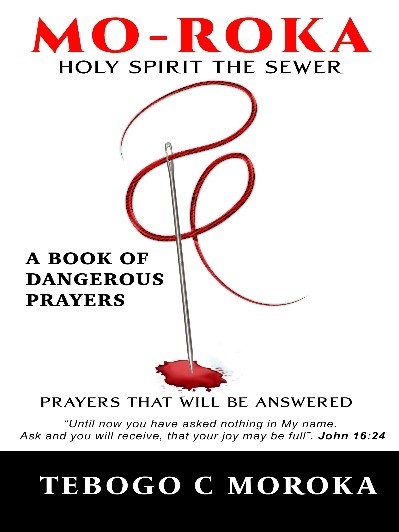 MO-ROKA
HOLY SPIRIT THE SEWER
A BOOK OF
DANGEROUS
PRAYERS
PRAYERS THAT WILL BE ANSWERED
“Until now you have asked nothing in My name.
Ask and you will receive, that your joy may be full”. John 16:24
TEBOGO C MOROKA